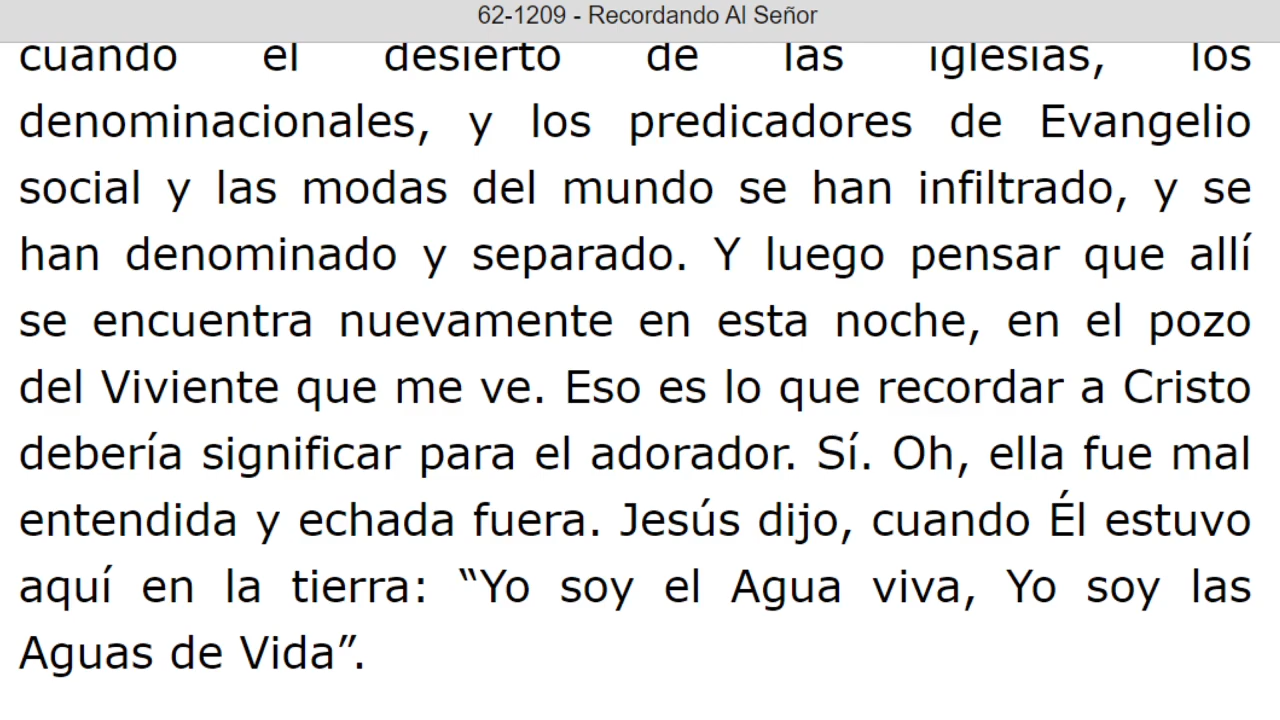 62-1209 - Recordando Al Señor
cuando el desierto de las iglesias, los
denominacionales, y los predicadores de Evangelio
social y las modas del mundo se han infiltrado, y se
han denominado y separado. Y luego pensar que allí
se encuentra nuevamente en esta noche, en el pozo
del Viviente que me ve. Eso es lo que recordar a Cristo
debería significar para el adorador. Sí. Oh, ella fue mal
entendida y echada fuera. Jesús dijo, cuando Él estuvo
aquí en la tierra: “Yo soy el Agua viva, Yo soy las
Aguas de Vida”.